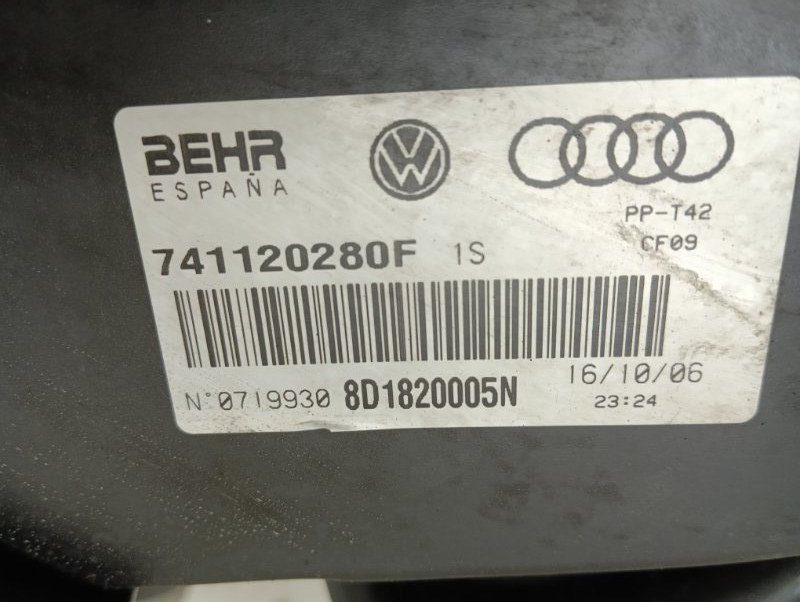 BEHR
ESPAÑA
PP-T42
CF09
741120280F 1S
16/10/06
N°0719930 8D1820005N
23:24